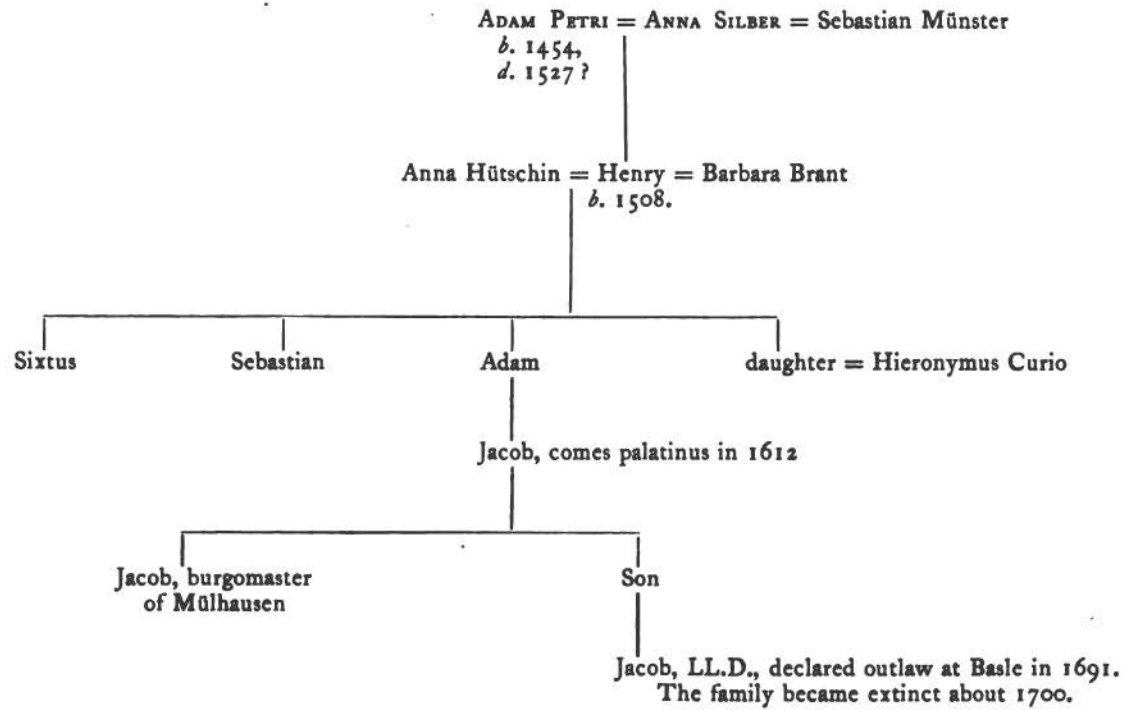 ADAM PETRI = ANNA SILBER = Sebastian Münster
b. 1454,
d. 1527?
Anna Hütschin = Henry = Barbara Brant
b. 1508.
Sixtus Sebastian Adam daughter = Hieronymus Curio
Jacob, comes palatinus in 1612
Jacob, burgomaster
of Mülhausen
Son
Jacob, LL.D., declared outlaw at Basle in 1691.
The family became extinct about 1700.